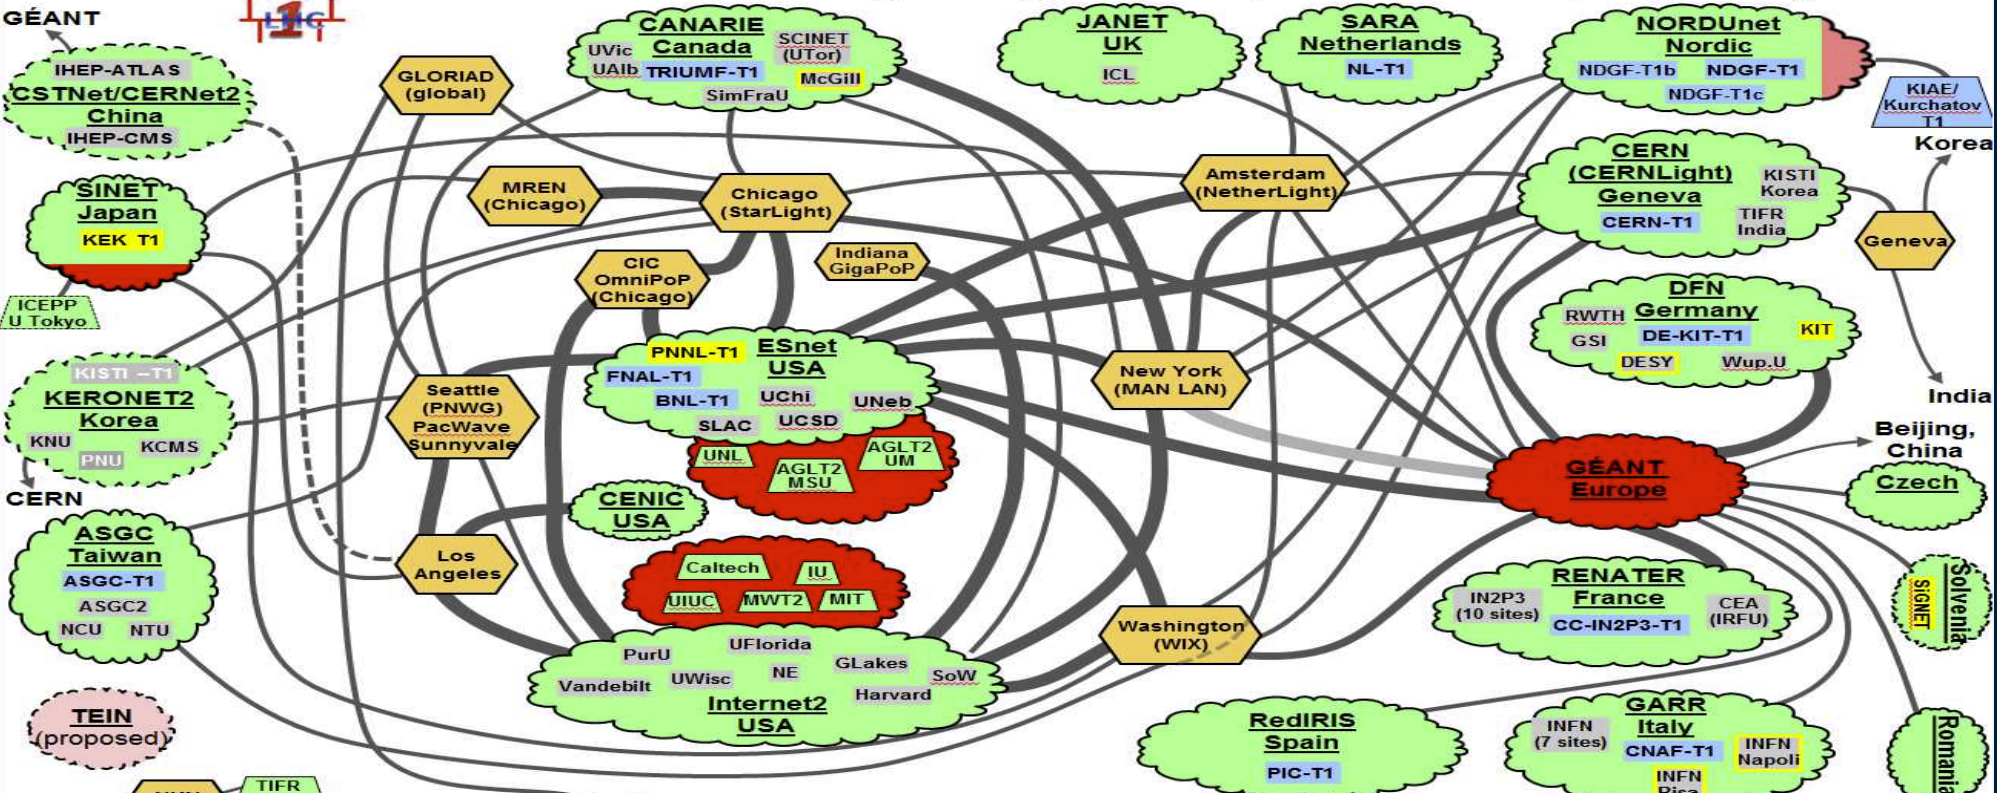 GÉANT
LHC
1
IHEP-ATLAS
CSTNet/CERNet2
China
IHEP-CMS
SINET
Japan
KEK T1
ICEPP
U Tokyo
KISTI –T1
KERONET2
Korea
KNU
KCMS
PNU
CERN
ASGC
Taiwan
ASGC-T1
ASGC2
NCU
NTU
TEIN
(proposed)
TIFR
GLORIAD
(global)
MREN
(Chicago)
Chicago
(StarLight)
CIC
OmniPoP
(Chicago)
Indiana
GigaPoP
Seattle
(PNWG)
PacWave
Sunnyvale
Los
Angeles
CANARIE
Canada
UVic
UAlb
SCINET
(UTor)
TRIUMF-T1
McGill
SimFraU
ESnet
USA
PNNL-T1
FNAL-T1
BNL-T1
UChi
UNeb
SLAC
UCSD
UNL
AGLT2
MSU
AGLT2
UM
CENIC
USA
Caltech
IU
UIUC
MWT2
MIT
PurU
UFlorida
GLakes
Vandebilt
UWisc
NE
SoW
Harvard
Internet2
USA
JANET
UK
ICL
SARA
Netherlands
NL-T1
Amsterdam
(NetherLight)
New York
(MAN LAN)
Washington
(WIX)
NORDUnet
Nordic
NDGF-T1b
NDGF-T1
NDGF-T1c
KIAE/
Kurchatov
T1
Korea
CERN
(CERNLight)
Geneva
KISTI
Korea
CERN-T1
TIFR
India
Geneva
India
DFN
Germany
RWTH
GSI
DE-KIT-T1
KIT
DESY
Wup.U
GÉANT
Europe
Beijing,
China
Czech
RENATER
France
IN2P3
(10 sites)
CEA
(IRFU)
CC-IN2P3-T1
Solvenia
SiGNET
RedIRIS
Spain
PIC-T1
GARR
Italy
INFN
(7 sites)
CNAF-T1
INFN
Napoli
INFN
Pisa
Romania